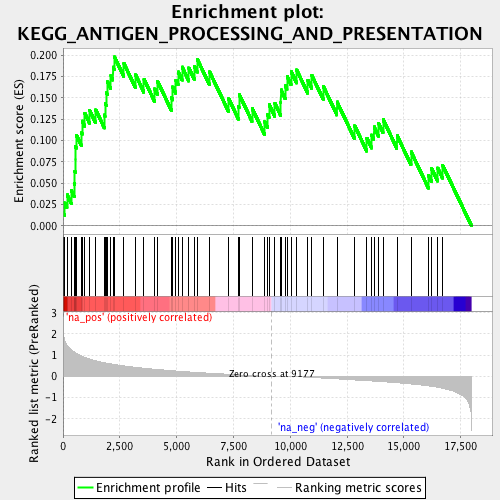 Enrichment plot:
KEGG_ANTIGEN_PROCESSING_AND_PRESENTATION
Enrichment score (ES)
0.200
0.175
0.150
0.125
0.100
0.075
0.050
0.025
0.000
Ranked list metric (PreRanked)
3
2
1
0
-1
-2
'na_pos' (positively correlated)
Zero cross at 9177
'na_neg' (negatively correlated)
0
2,500
5,000
7,500
10,000
12,500
15,000
17,500
Rank in Ordered Dataset
Enrichment profile
Hits
Ranking metric scores